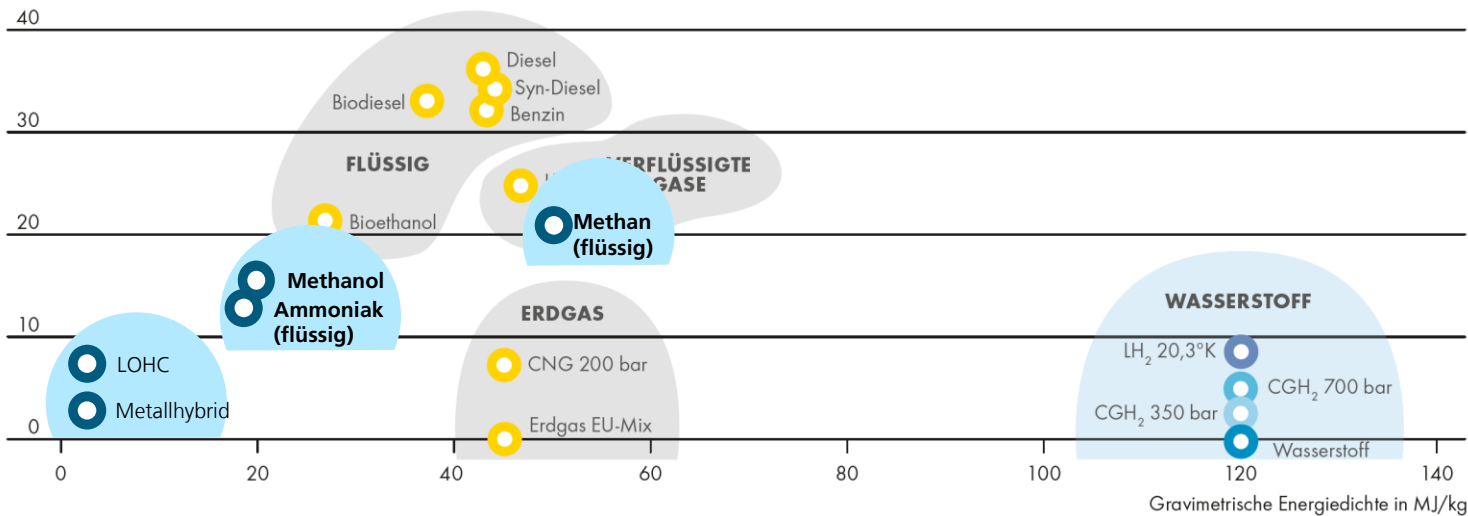 40
Diesel
Syn-Diesel
Biodiesel
Benzin
30
FLÜSSIG
VERFLÜSSIGTE
GASE
Bioethanol
Methan
(flüssig)
20
Methanol
Ammoniak
(flüssig)
ERDGAS
WASSERSTOFF
10
LOHC
CNG 200 bar
LH₂ 20,3°K
CGH₂ 700 bar
Metallhybrid
Erdgas EU-Mix
CGH₂ 350 bar
0
Wasserstoff
0 20 40 60 80 100 120 140
Gravimetrische Energiedichte in MJ/kg